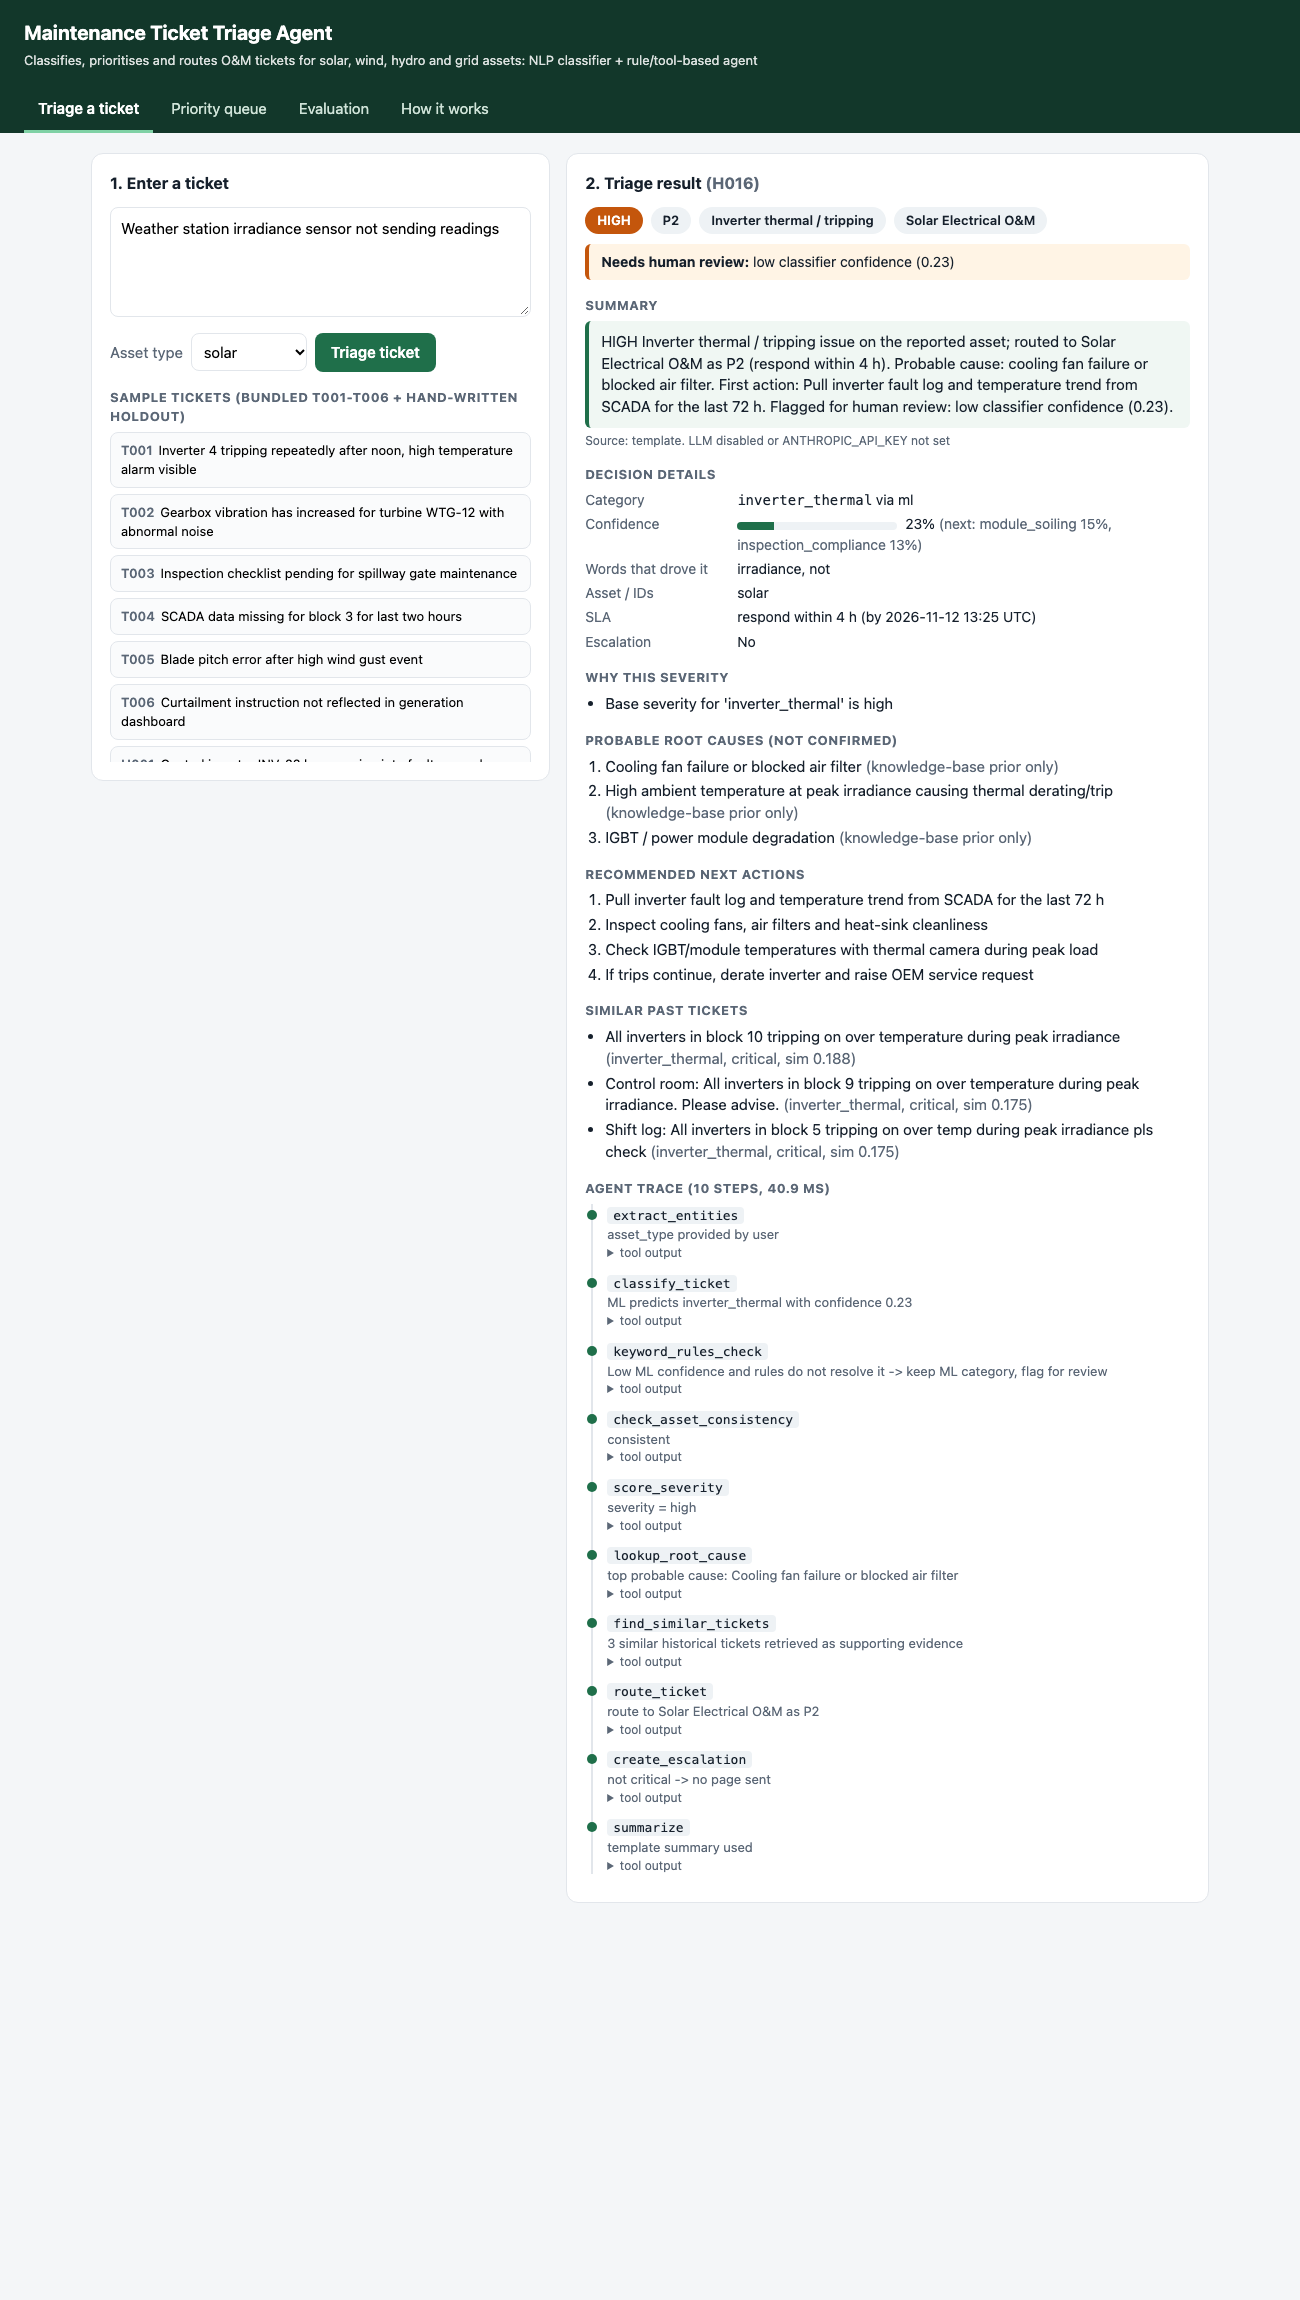 Maintenance Ticket Triage Agent
Classifies, prioritises and routes O&M tickets for solar, wind, hydro and grid assets: NLP classifier + rule/tool-based agent
Triage a ticket
Priority queue
Evaluation
How it works
1. Enter a ticket
Weather station irradiance sensor not sending readings
Asset type
solar
Triage ticket
SAMPLE TICKETS (BUNDLED T001-T006 + HAND-WRITTEN
HOLDOUT)
T001 Inverter 4 tripping repeatedly after noon, high temperature
alarm visible
T002 Gearbox vibration has increased for turbine WTG-12 with
abnormal noise
T003 Inspection checklist pending for spillway gate maintenance
T004 SCADA data missing for block 3 for last two hours
T005 Blade pitch error after high wind gust event
T006 Curtailment instruction not reflected in generation
dashboard
2. Triage result (H016)
HIGH
P2
Inverter thermal / tripping
Solar Electrical O&M
Needs human review: low classifier confidence (0.23)
SUMMARY
HIGH Inverter thermal / tripping issue on the reported asset; routed to Solar
Electrical O&M as P2 (respond within 4 h). Probable cause: cooling fan failure or
blocked air filter. First action: Pull inverter fault log and temperature trend from
SCADA for the last 72 h. Flagged for human review: low classifier confidence (0.23).
Source: template. LLM disabled or ANTHROPIC_API_KEY not set
DECISION DETAILS
Category inverter_thermal via ml
Confidence 23% (next: module_soiling 15%,
inspection_compliance 13%)
Words that drove it irradiance, not
Asset / IDs solar
SLA respond within 4 h (by 2026-11-12 13:25 UTC)
Escalation No
WHY THIS SEVERITY
• Base severity for 'inverter_thermal' is high
PROBABLE ROOT CAUSES (NOT CONFIRMED)
1. Cooling fan failure or blocked air filter (knowledge-base prior only)
2. High ambient temperature at peak irradiance causing thermal derating/trip
(knowledge-base prior only)
3. IGBT / power module degradation (knowledge-base prior only)
RECOMMENDED NEXT ACTIONS
1. Pull inverter fault log and temperature trend from SCADA for the last 72 h
2. Inspect cooling fans, air filters and heat-sink cleanliness
3. Check IGBT/module temperatures with thermal camera during peak load
4. If trips continue, derate inverter and raise OEM service request
SIMILAR PAST TICKETS
• All inverters in block 10 tripping on over temperature during peak irradiance
(inverter_thermal, critical, sim 0.188)
• Control room: All inverters in block 9 tripping on over temperature during peak
irradiance. Please advise. (inverter_thermal, critical, sim 0.175)
• Shift log: All inverters in block 5 tripping on over temp during peak irradiance pls
check (inverter_thermal, critical, sim 0.175)
AGENT TRACE (10 STEPS, 40.9 MS)
extract_entities
asset_type provided by user
▶ tool output
classify_ticket
ML predicts inverter_thermal with confidence 0.23
▶ tool output
keyword_rules_check
Low ML confidence and rules do not resolve it -> keep ML category, flag for review
▶ tool output
check_asset_consistency
consistent
▶ tool output
score_severity
severity = high
▶ tool output
lookup_root_cause
top probable cause: Cooling fan failure or blocked air filter
▶ tool output
find_similar_tickets
3 similar historical tickets retrieved as supporting evidence
▶ tool output
route_ticket
route to Solar Electrical O&M as P2
▶ tool output
create_escalation
not critical -> no page sent
▶ tool output
summarize
template summary used
▶ tool output